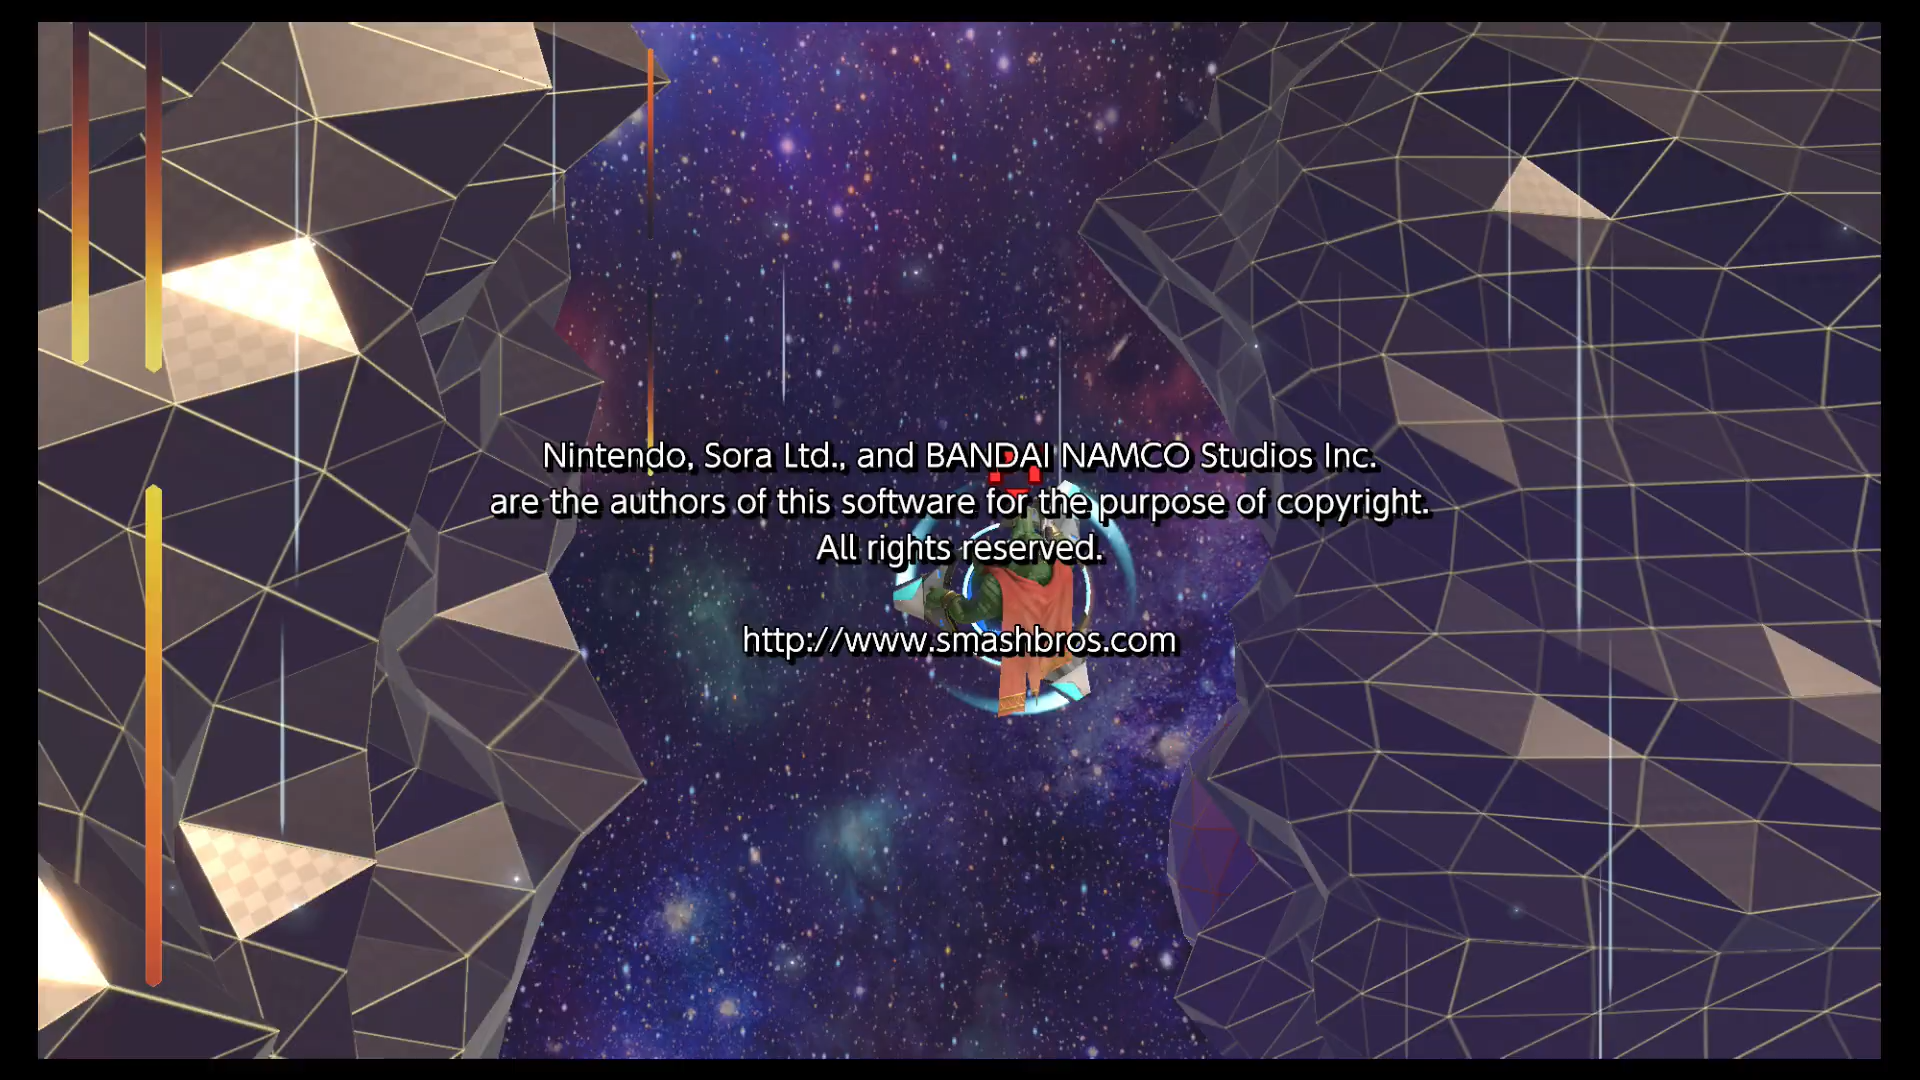 Nintendo, Sora Ltd., and BANDAI NAMCO Studios Inc.
are the authors of this software for the purpose of copyright.
All rights reserved.
http://www.smashbros.com